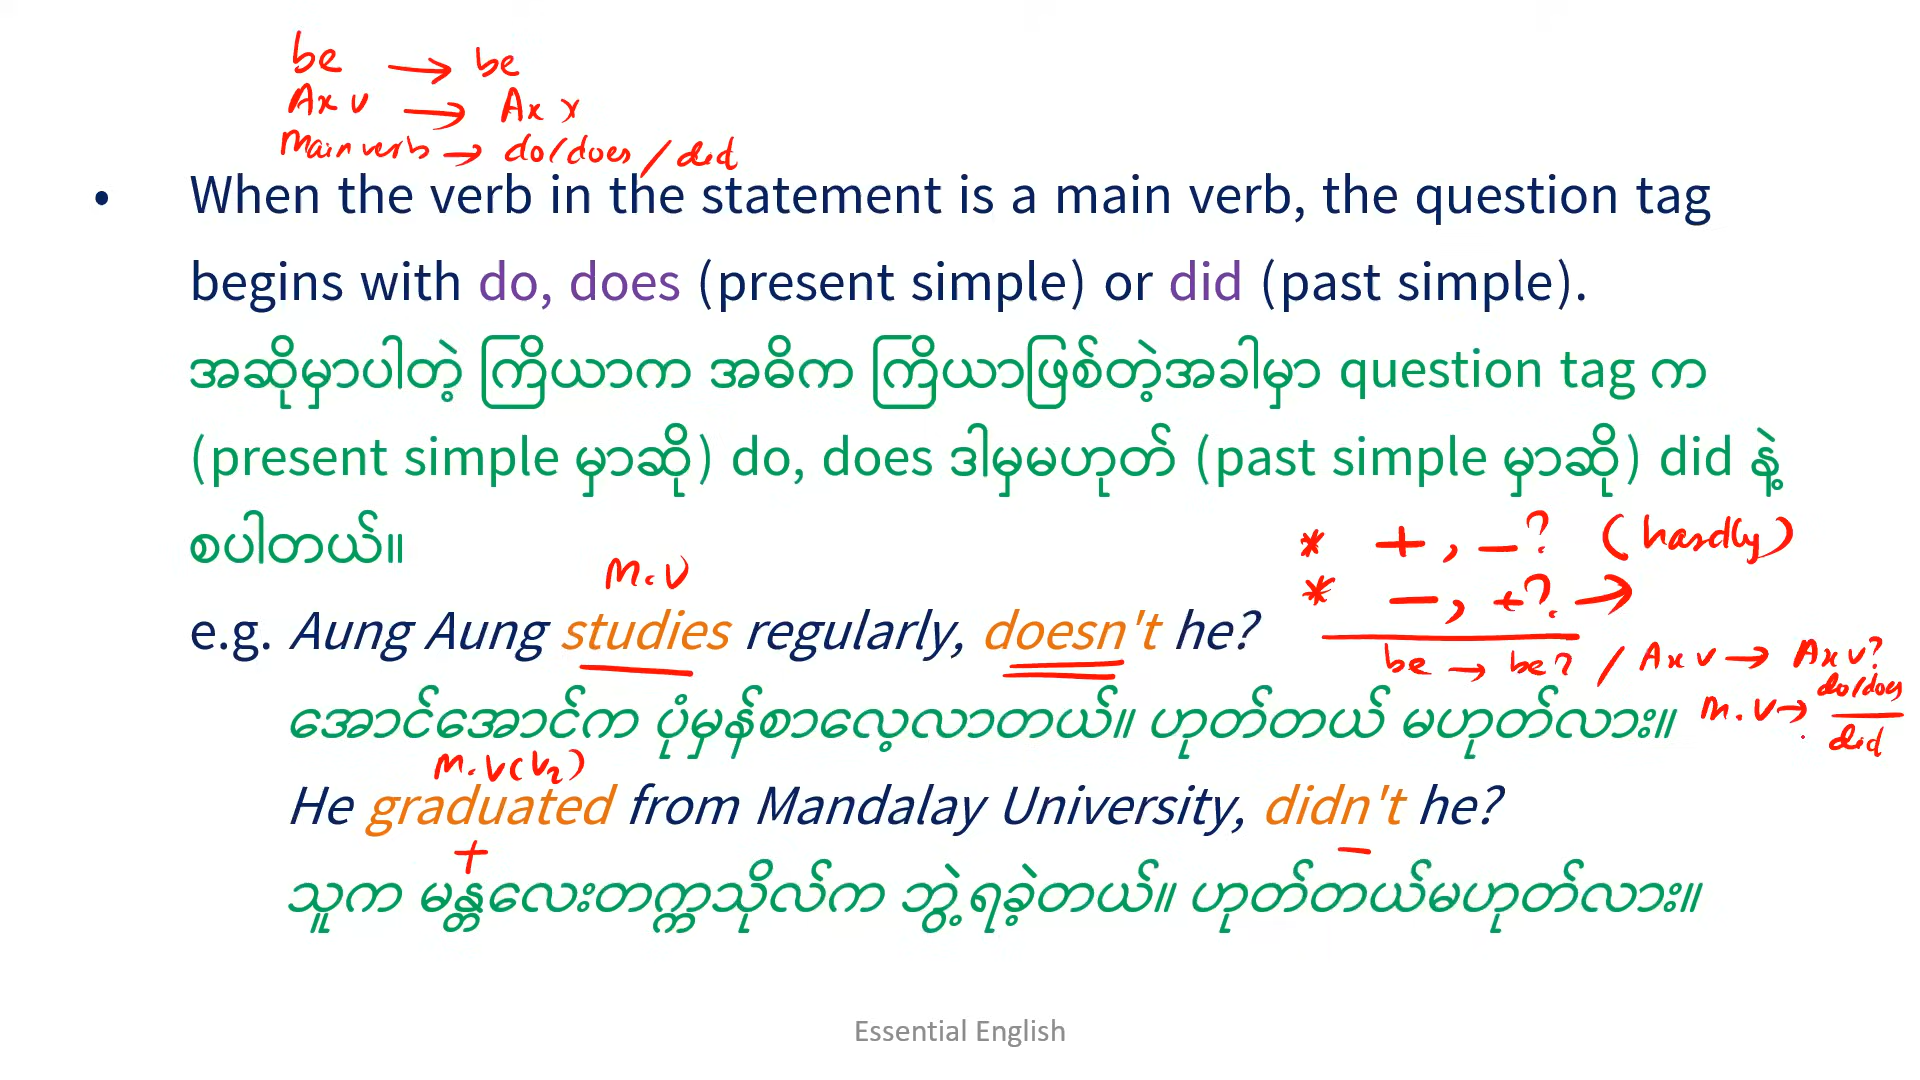 be → be
Ax v → Ax v
Main verb → do/does/did
• When the verb in the statement is a main verb, the question tag
begins with do, does (present simple) or did (past simple).
အဆိုမှာပါတဲ့ ကြိယာက အဓိက ကြိယာဖြစ်တဲ့အခါမှာ question tag က
(present simple မှာဆို) do, does ဒါမှမဟုတ် (past simple မှာဆို) did နဲ့
စပါတယ်။
* +, –? (hardly)
* –, +? →
M.V
e.g. Aung Aung studies regularly, doesn't he?
be → be? / Ax v → Ax v?
m.v → do/does
did
အောင်အောင်က ပုံမှန်စာလေ့လာတယ်။ ဟုတ်တယ် မဟုတ်လား။
M.V (V2)
He graduated from Mandalay University, didn't he?
+ –
သူက မန္တလေးတက္ကသိုလ်က ဘွဲ့ရခဲ့တယ်။ ဟုတ်တယ်မဟုတ်လား။
Essential English